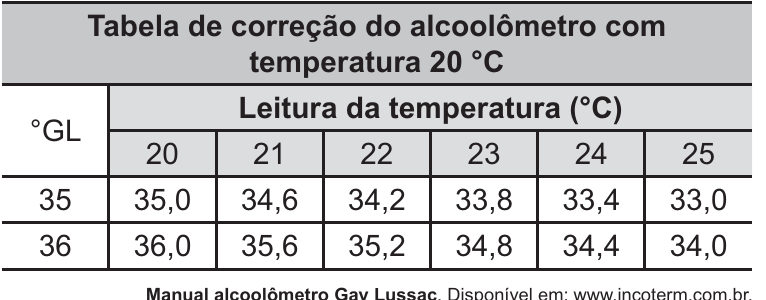 Tabela de correção do alcoolômetro com
temperatura 20 °C
°GL
Leitura da temperatura (°C)
20 21 22 23 24 25
35 35,0 34,6 34,2 33,8 33,4 33,0
36 36,0 35,6 35,2 34,8 34,4 34,0
Manual alcoolômetro Gay Lussac. Disponível em: www.incoterm.com.br.